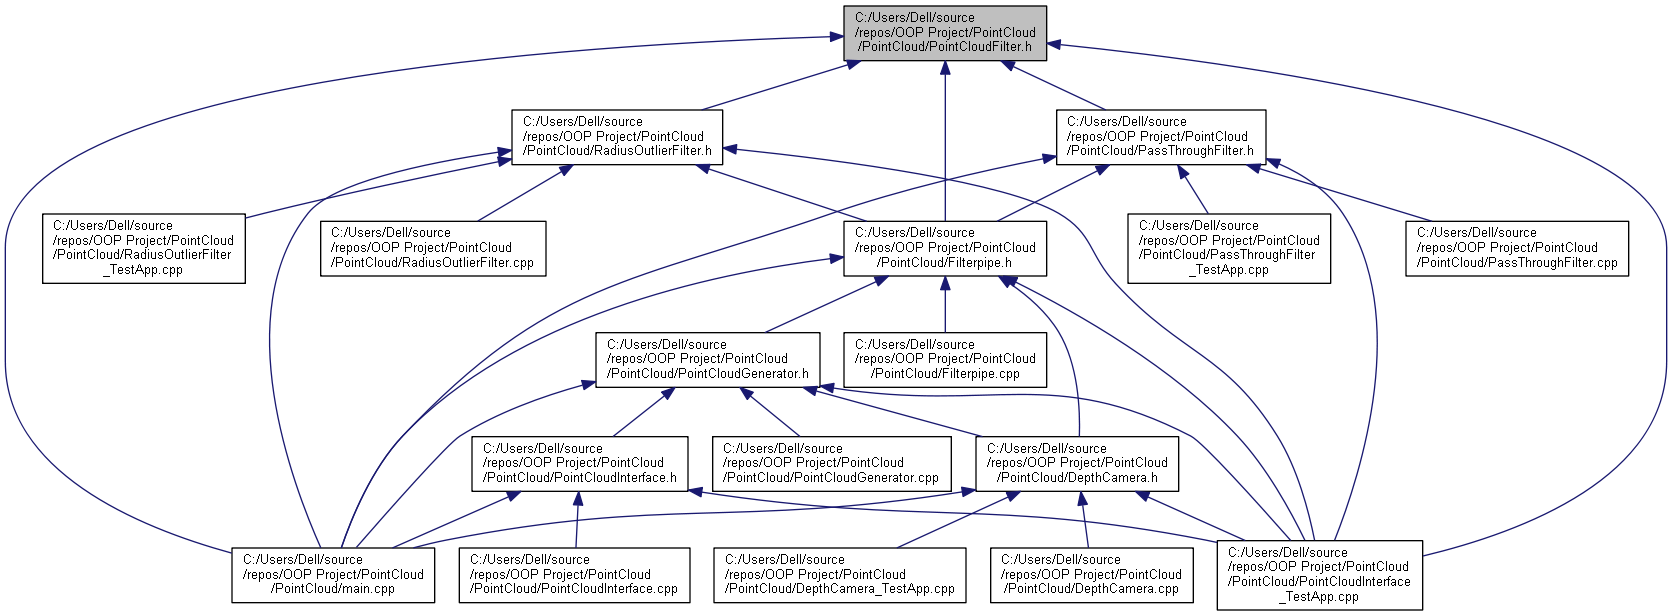 C:/Users/Dell/source
/repos/OOP Project/PointCloud
/PointCloud/PointCloudFilter.h
C:/Users/Dell/source
/repos/OOP Project/PointCloud
/PointCloud/RadiusOutlierFilter.h
C:/Users/Dell/source
/repos/OOP Project/PointCloud
/PointCloud/PassThroughFilter.h
C:/Users/Dell/source
/repos/OOP Project/PointCloud
/PointCloud/RadiusOutlierFilter
_TestApp.cpp
C:/Users/Dell/source
/repos/OOP Project/PointCloud
/PointCloud/RadiusOutlierFilter.cpp
C:/Users/Dell/source
/repos/OOP Project/PointCloud
/PointCloud/Filterpipe.h
C:/Users/Dell/source
/repos/OOP Project/PointCloud
/PointCloud/PassThroughFilter
_TestApp.cpp
C:/Users/Dell/source
/repos/OOP Project/PointCloud
/PointCloud/PassThroughFilter.cpp
C:/Users/Dell/source
/repos/OOP Project/PointCloud
/PointCloud/PointCloudGenerator.h
C:/Users/Dell/source
/repos/OOP Project/PointCloud
/PointCloud/Filterpipe.cpp
C:/Users/Dell/source
/repos/OOP Project/PointCloud
/PointCloud/PointCloudInterface.h
C:/Users/Dell/source
/repos/OOP Project/PointCloud
/PointCloud/PointCloudGenerator.cpp
C:/Users/Dell/source
/repos/OOP Project/PointCloud
/PointCloud/DepthCamera.h
C:/Users/Dell/source
/repos/OOP Project/PointCloud
/PointCloud/main.cpp
C:/Users/Dell/source
/repos/OOP Project/PointCloud
/PointCloud/PointCloudInterface.cpp
C:/Users/Dell/source
/repos/OOP Project/PointCloud
/PointCloud/DepthCamera_TestApp.cpp
C:/Users/Dell/source
/repos/OOP Project/PointCloud
/PointCloud/DepthCamera.cpp
C:/Users/Dell/source
/repos/OOP Project/PointCloud
/PointCloud/PointCloudInterface
_TestApp.cpp